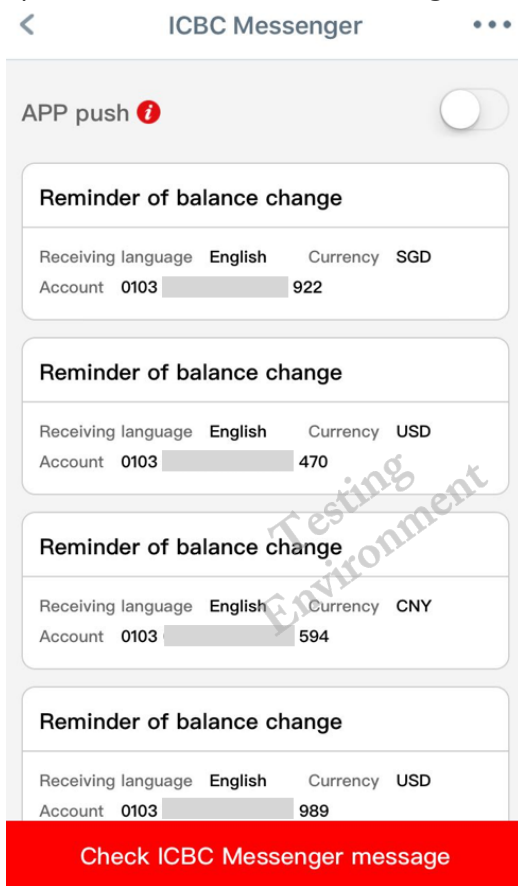 ICBC Messenger
APP push
Reminder of balance change
Receiving language English Currency SGD
Account 0103 922
Reminder of balance change
Receiving language English Currency USD
Account 0103 470
Testing
Environment
Reminder of balance change
Receiving language English Currency CNY
Account 0103 594
Reminder of balance change
Receiving language English Currency USD
Account 0103 989
Check ICBC Messenger message